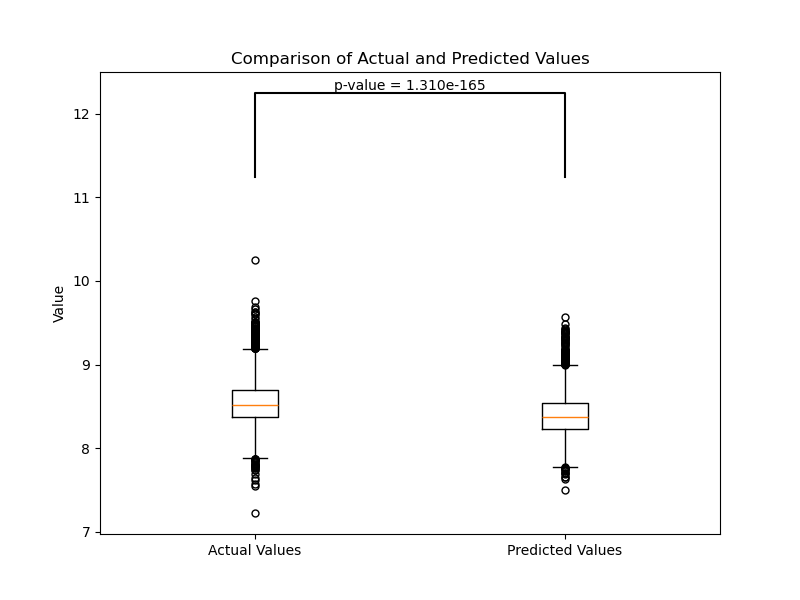 Comparison of Actual and Predicted Values
p-value = 1.310e-165
12
11
10
9
8
7
Value
Actual Values
Predicted Values